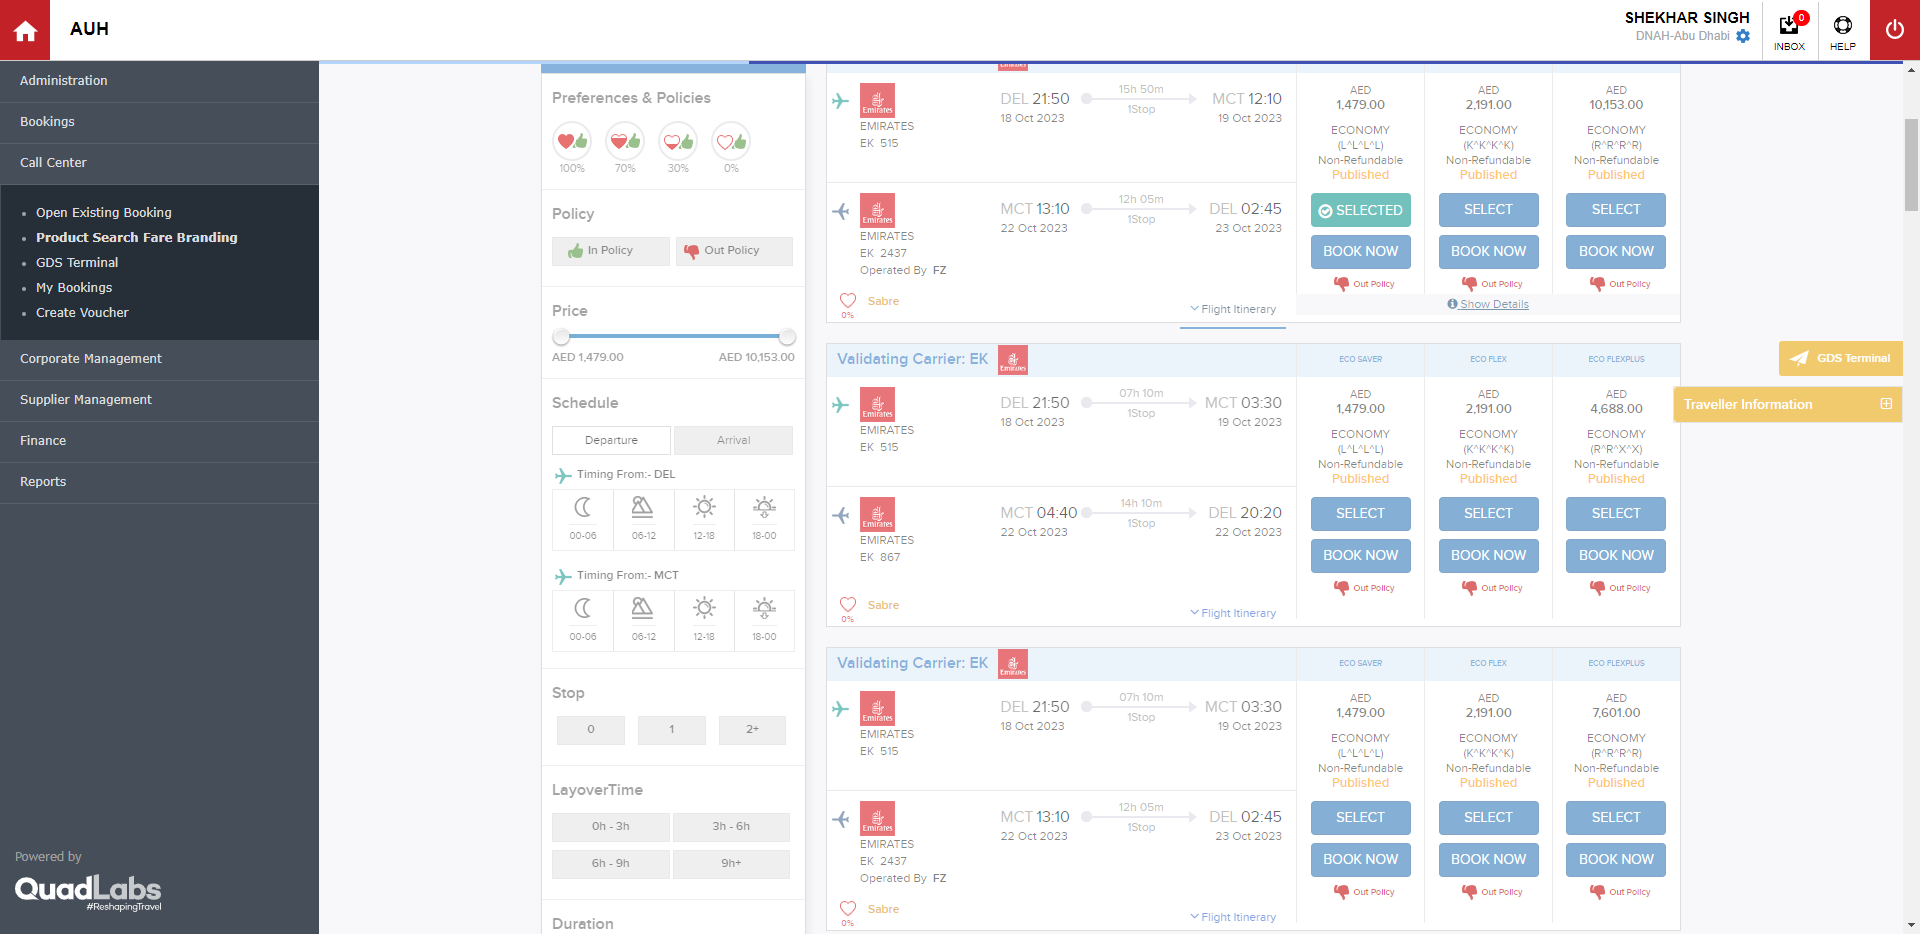 AUH
SHEKHAR SINGH
DNAH-Abu Dhabi
0
INBOX
HELP
Administration
Bookings
Call Center
Open Existing Booking
Product Search Fare Branding
GDS Terminal
My Bookings
Create Voucher
Corporate Management
Supplier Management
Finance
Reports
Powered by
QuadLabs
#ReshapingTravel
Preferences & Policies
100% 70% 30% 0%
Policy
In Policy Out Policy
Price
AED 1,479.00 AED 10,153.00
Schedule
Departure Arrival
Timing From:- DEL
00-06 06-12 12-18 18-00
Timing From:- MCT
00-06 06-12 12-18 18-00
Stop
0 1 2+
LayoverTime
0h - 3h 3h - 6h
6h - 9h 9h+
Duration
Emirates
Emirates
EMIRATES
EK 515
DEL 21:50
18 Oct 2023
15h 50m
1Stop
MCT 12:10
19 Oct 2023
Emirates
EMIRATES
EK 2437
Operated By FZ
MCT 13:10
22 Oct 2023
12h 05m
1Stop
DEL 02:45
23 Oct 2023
0%
Sabre
Flight Itinerary
AED
1,479.00
ECONOMY
(L^L^L^L)
Non-Refundable
Published
SELECTED
BOOK NOW
Out Policy
AED
2,191.00
ECONOMY
(K^K^K^K)
Non-Refundable
Published
SELECT
BOOK NOW
Out Policy
AED
10,153.00
ECONOMY
(R^R^R^R)
Non-Refundable
Published
SELECT
BOOK NOW
Out Policy
Show Details
Validating Carrier: EK
Emirates
ECO SAVER ECO FLEX ECO FLEXPLUS
Emirates
EMIRATES
EK 515
DEL 21:50
18 Oct 2023
07h 10m
1Stop
MCT 03:30
19 Oct 2023
Emirates
EMIRATES
EK 867
MCT 04:40
22 Oct 2023
14h 10m
1Stop
DEL 20:20
22 Oct 2023
0%
Sabre
Flight Itinerary
AED
1,479.00
ECONOMY
(L^L^L^L)
Non-Refundable
Published
SELECT
BOOK NOW
Out Policy
AED
2,191.00
ECONOMY
(K^K^K^K)
Non-Refundable
Published
SELECT
BOOK NOW
Out Policy
AED
4,688.00
ECONOMY
(R^R^X^X)
Non-Refundable
Published
SELECT
BOOK NOW
Out Policy
Validating Carrier: EK
Emirates
ECO SAVER ECO FLEX ECO FLEXPLUS
Emirates
EMIRATES
EK 515
DEL 21:50
18 Oct 2023
07h 10m
1Stop
MCT 03:30
19 Oct 2023
Emirates
EMIRATES
EK 2437
Operated By FZ
MCT 13:10
22 Oct 2023
12h 05m
1Stop
DEL 02:45
23 Oct 2023
0%
Sabre
Flight Itinerary
AED
1,479.00
ECONOMY
(L^L^L^L)
Non-Refundable
Published
SELECT
BOOK NOW
Out Policy
AED
2,191.00
ECONOMY
(K^K^K^K)
Non-Refundable
Published
SELECT
BOOK NOW
Out Policy
AED
7,601.00
ECONOMY
(R^R^R^R)
Non-Refundable
Published
SELECT
BOOK NOW
Out Policy
GDS Terminal
Traveller Information